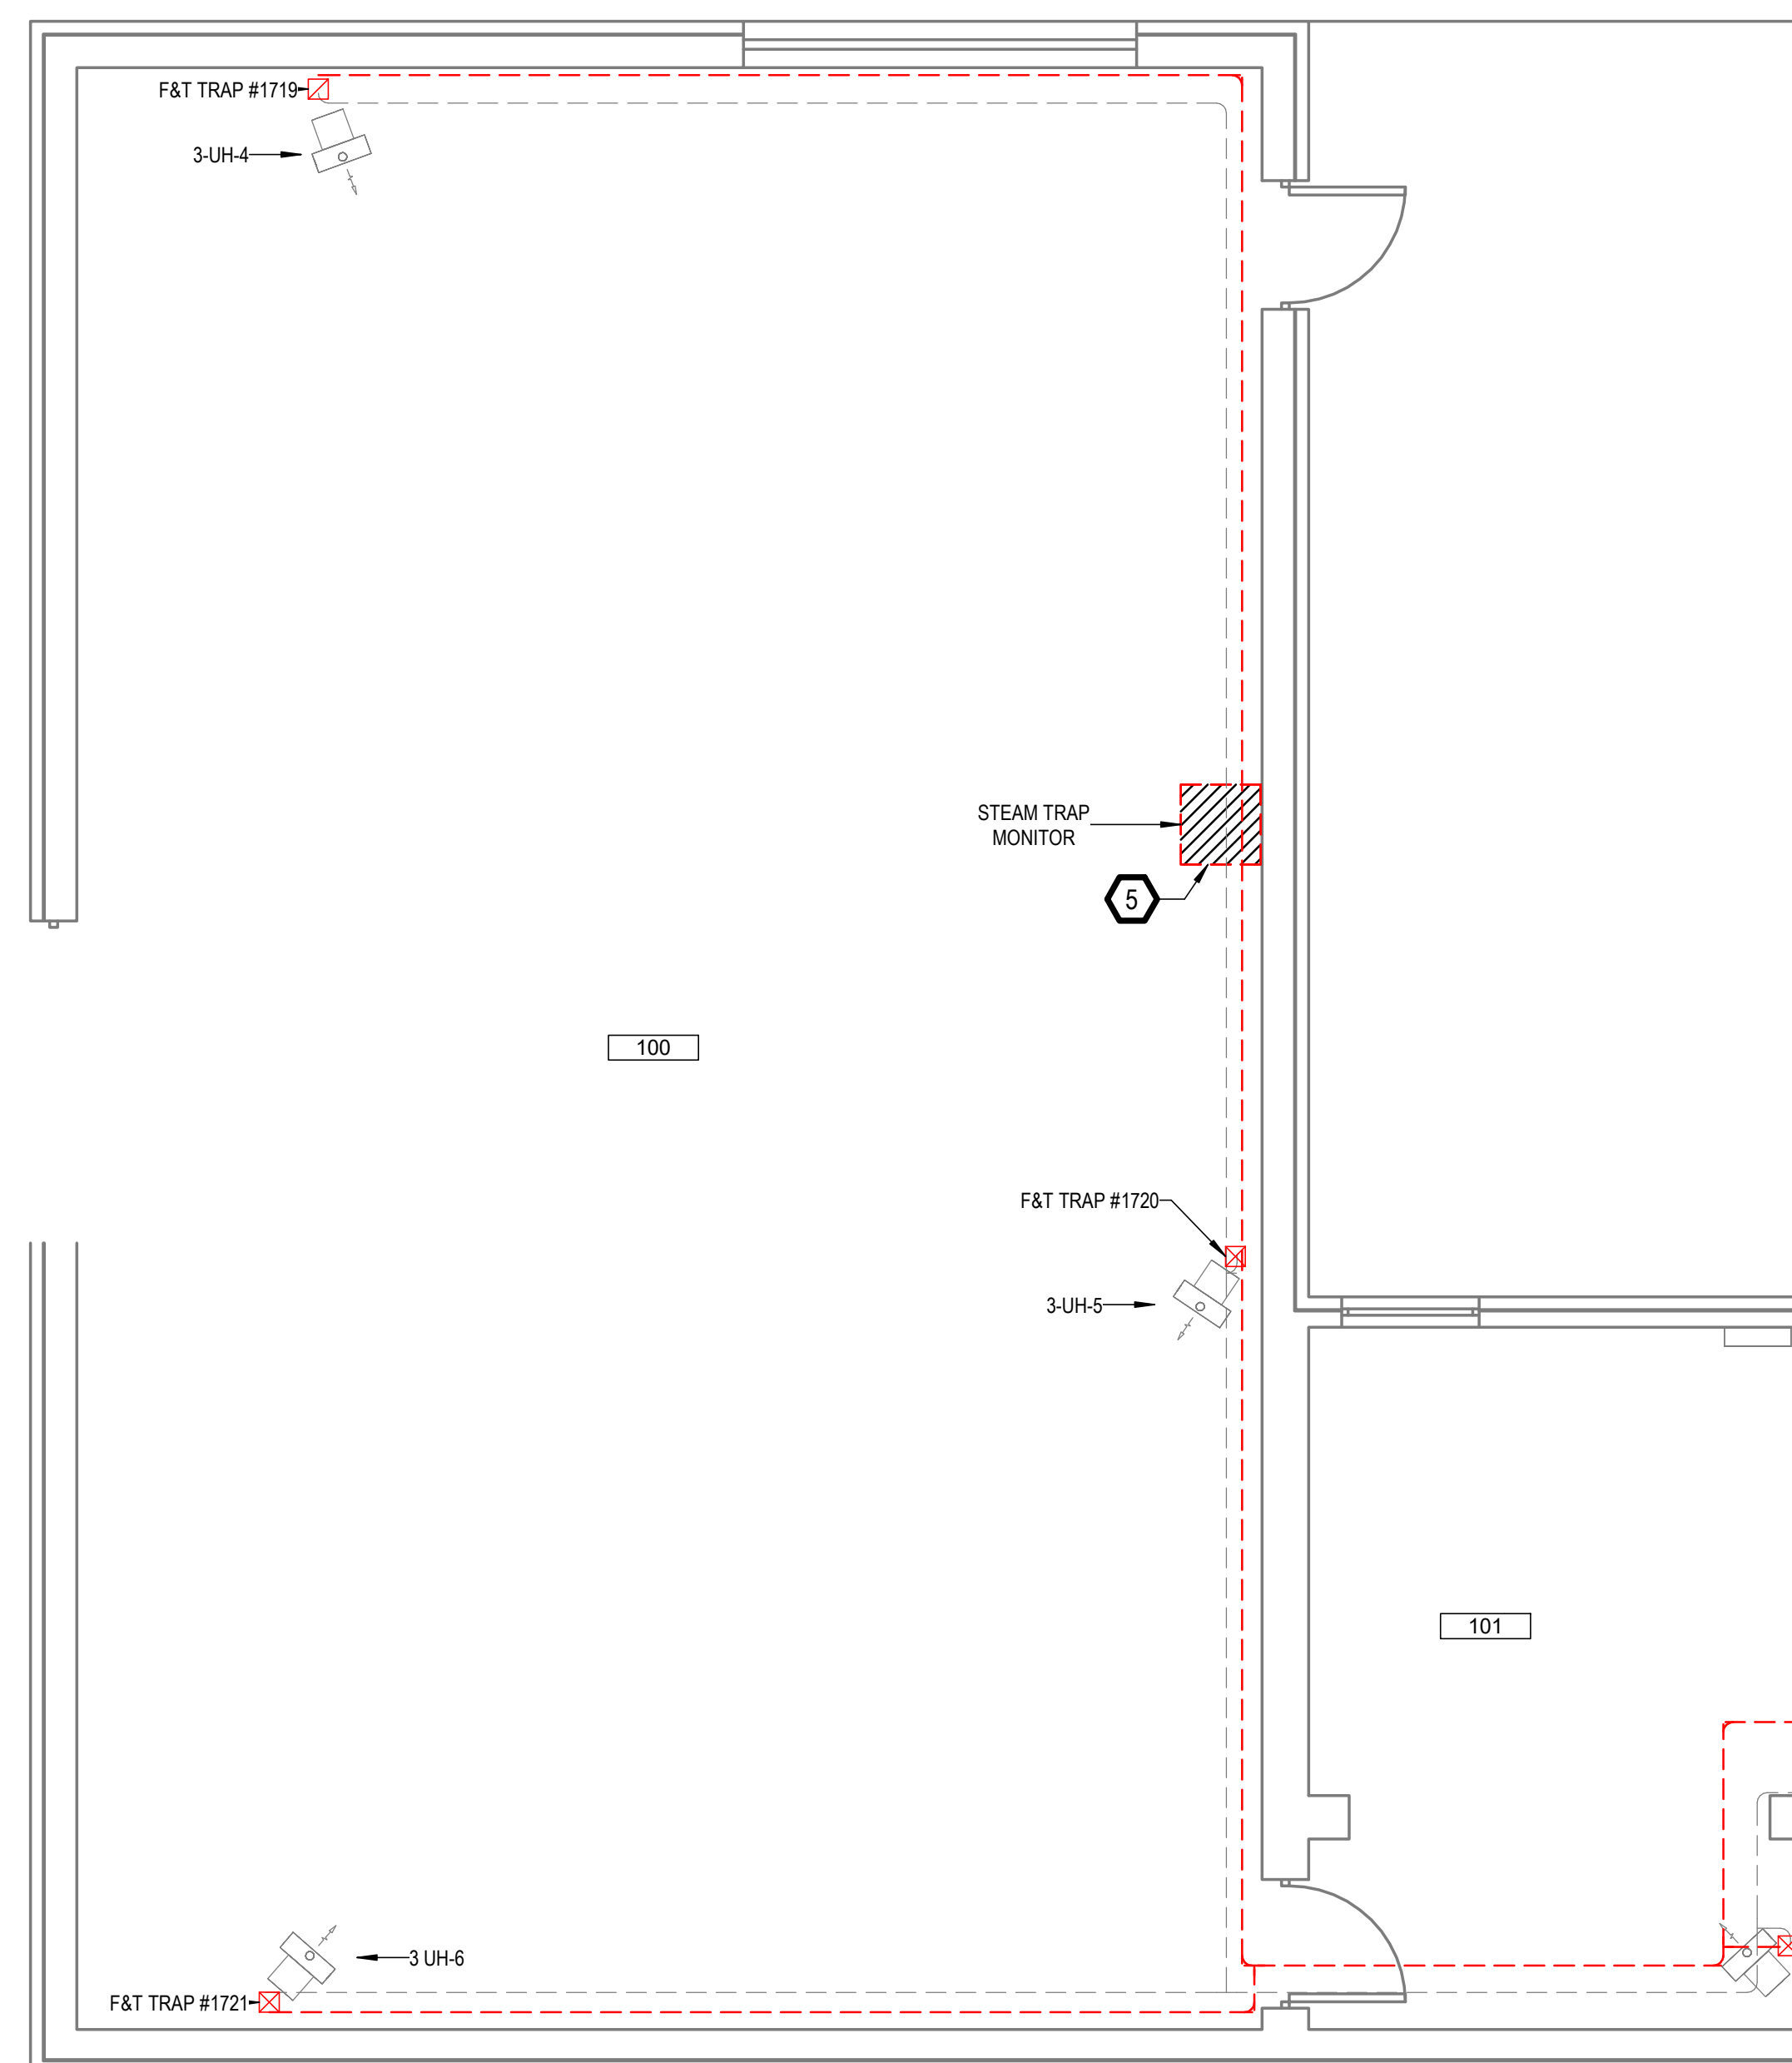 F&T TRAP #1719
3-UH-4
STEAM TRAP
MONITOR
5
100
F&T TRAP #1720
3-UH-5
101
3 UH-6
F&T TRAP #1721